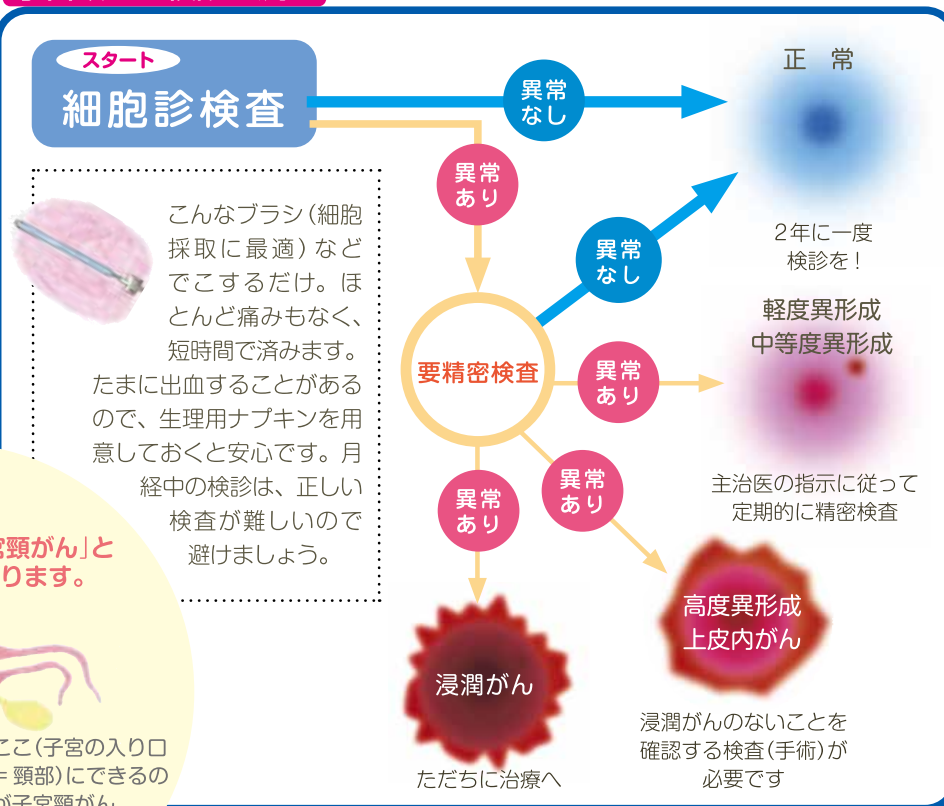 スタート
細胞診検査
異常
なし
正 常
異常
あり
2年に一度
検診を！
こんなブラシ（細胞
採取に最適）など
でこするだけ。ほ
とんど痛みもなく、
短時間で済みます。
たまに出血することがある
ので、生理用ナプキンを用
意しておくと安心です。月
経中の検診は、正しい
検査が難しいので
避けましょう。
異常
なし
要精密検査
異常
あり
軽度異形成
中等度異形成
主治医の指示に従って
定期的に精密検査
異常
あり
異常
あり
高度異形成
上皮内がん
浸潤がんのないことを
確認する検査（手術）が
必要です
浸潤がん
ただちに治療へ
宮頸がん」と
ります。
ここ（子宮の入り口
＝頸部）にできるの
が子宮頸がん